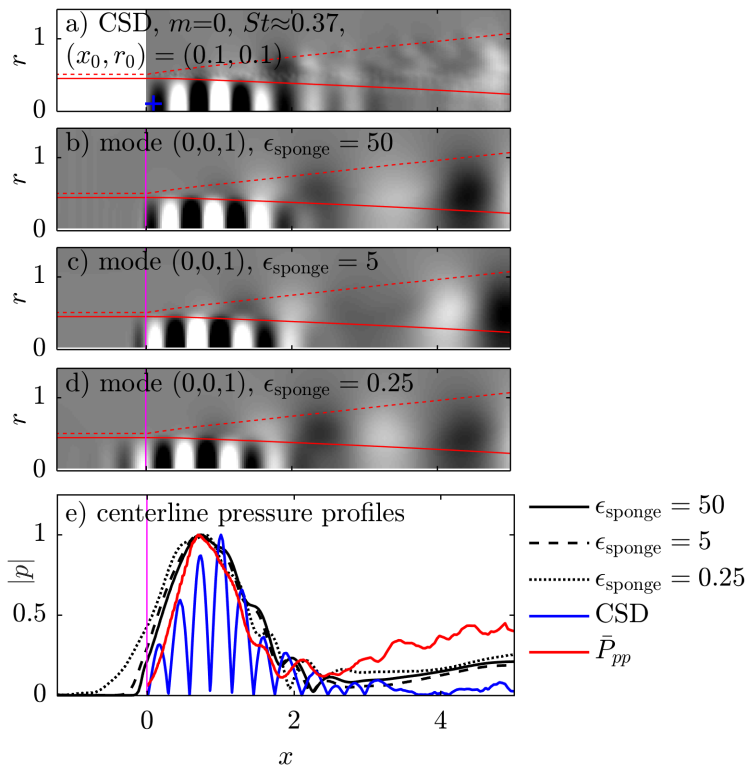 a) CSD, m=0, St≈0.37,
(x₀, r₀) = (0.1, 0.1)
1
r
0
b) mode (0,0,1), ϵsponge = 50
1
r
0
c) mode (0,0,1), ϵsponge = 5
1
r
0
d) mode (0,0,1), ϵsponge = 0.25
1
r
0
e) centerline pressure profiles
1
|p|
0.5
0
0 2 4
x
ϵsponge = 50
ϵsponge = 5
ϵsponge = 0.25
CSD
P̄pp